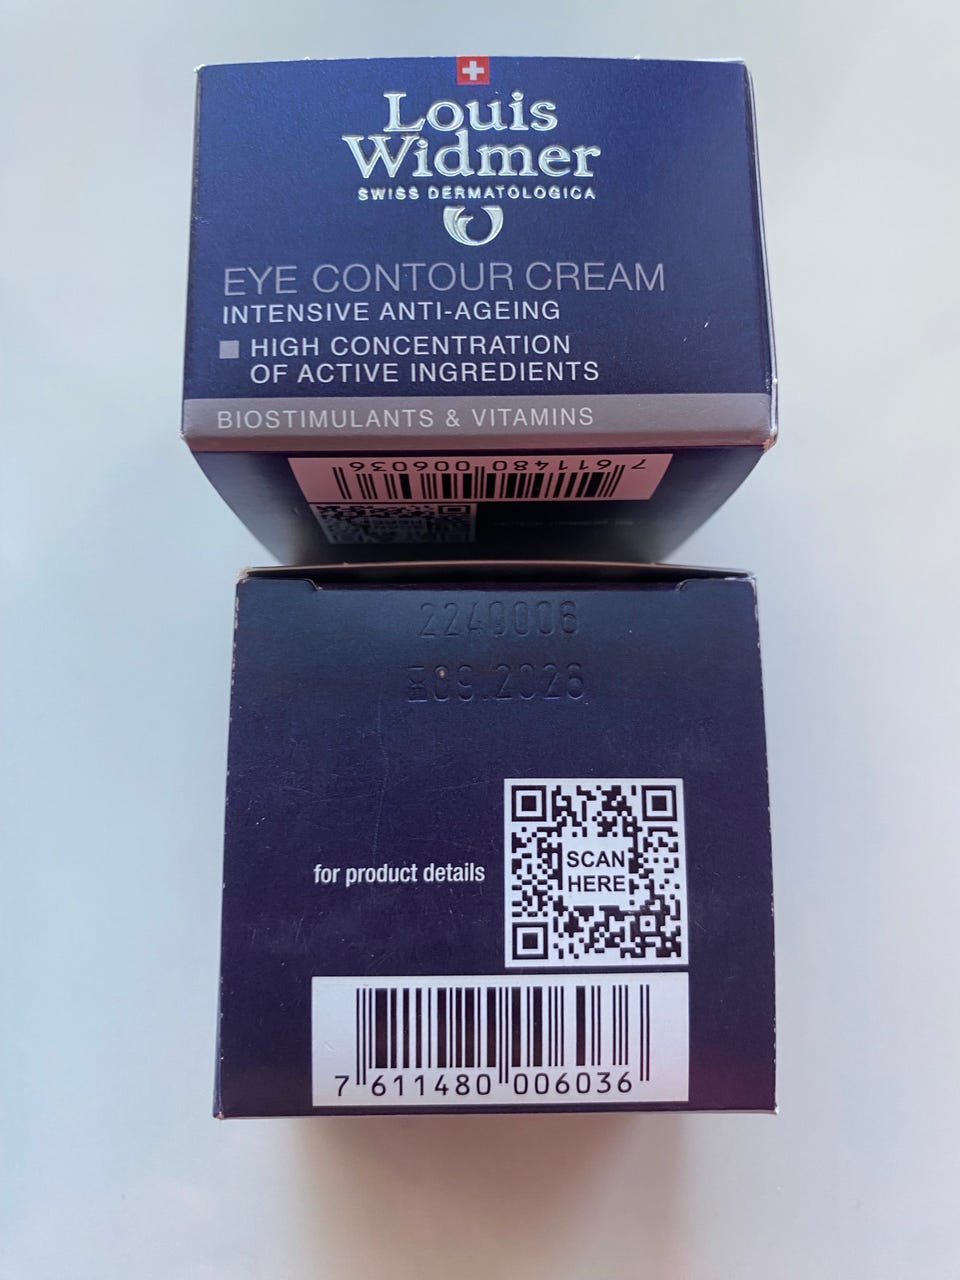 Louis
Widmer
SWISS DERMATOLOGICA
EYE CONTOUR CREAM
INTENSIVE ANTI-AGEING
HIGH CONCENTRATION
OF ACTIVE INGREDIENTS
BIOSTIMULANTS & VITAMINS
7 611480 006036
2240006
09.2026
for product details
SCAN
HERE
7 611480 006036